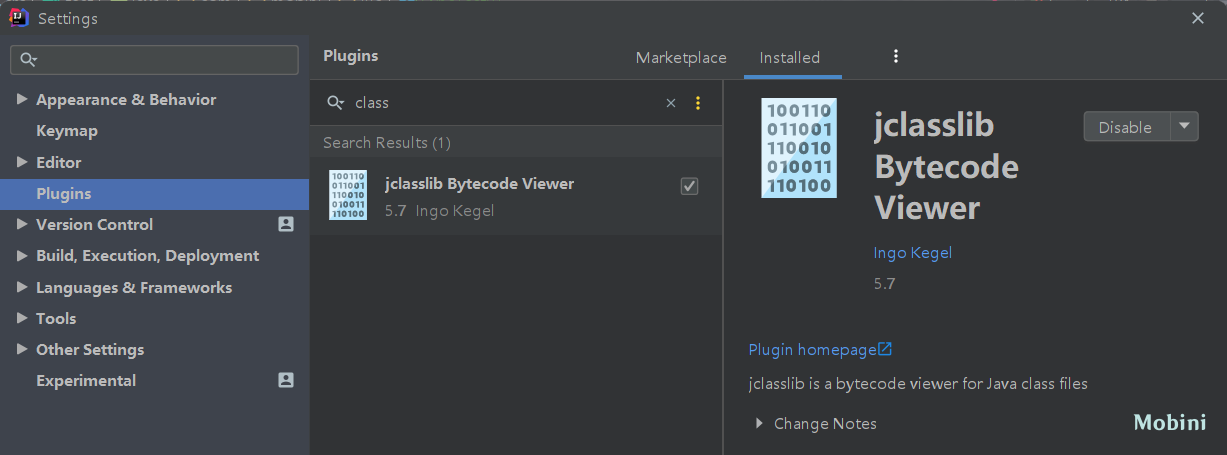 Settings
Appearance & Behavior
Keymap
Editor
Plugins
Version Control
Build, Execution, Deployment
Languages & Frameworks
Tools
Other Settings
Experimental
Plugins
Marketplace
Installed
class
Search Results (1)
100110
011001
110010
010011
110100
jclasslib Bytecode Viewer
5.7 Ingo Kegel
100110
011001
110010
010011
110100
jclasslib
Bytecode
Viewer
Disable
Ingo Kegel
5.7
Plugin homepage
jclasslib is a bytecode viewer for Java class files
Change Notes
Mobini